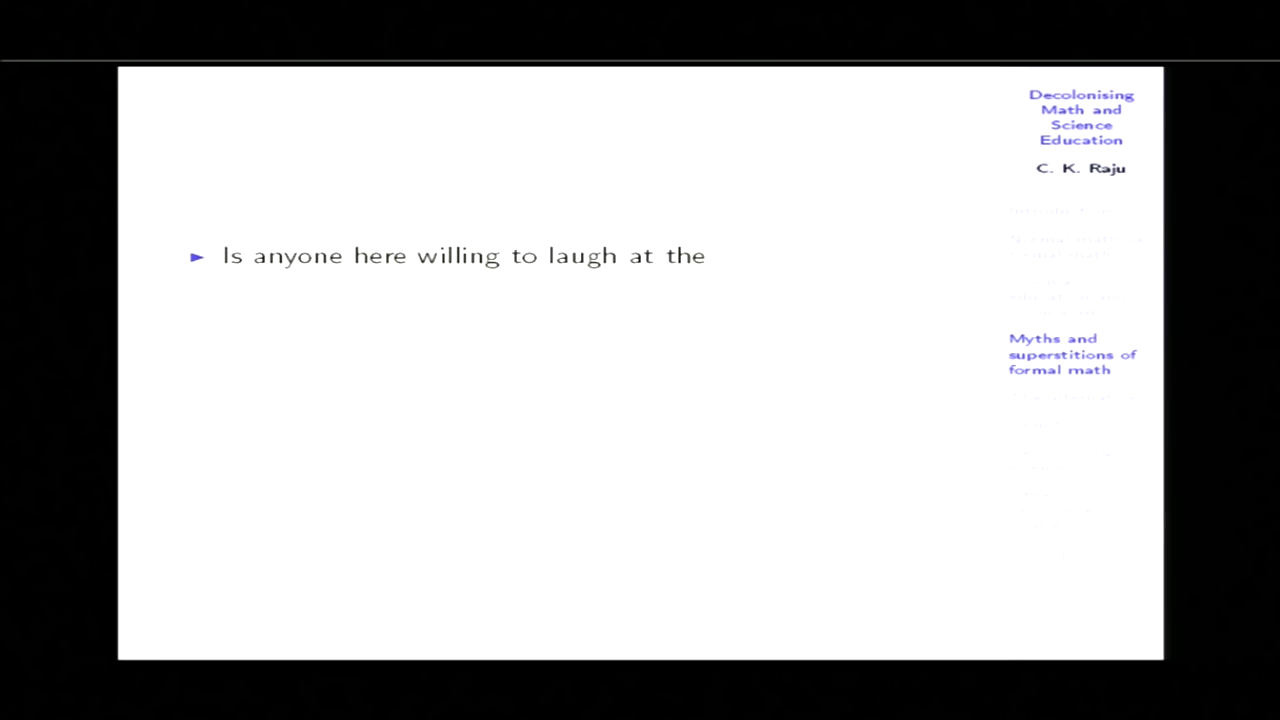 Decolonising
Math and
Science
Education
C. K. Raju
Is anyone here willing to laugh at the
Myths and
superstitions of
formal math